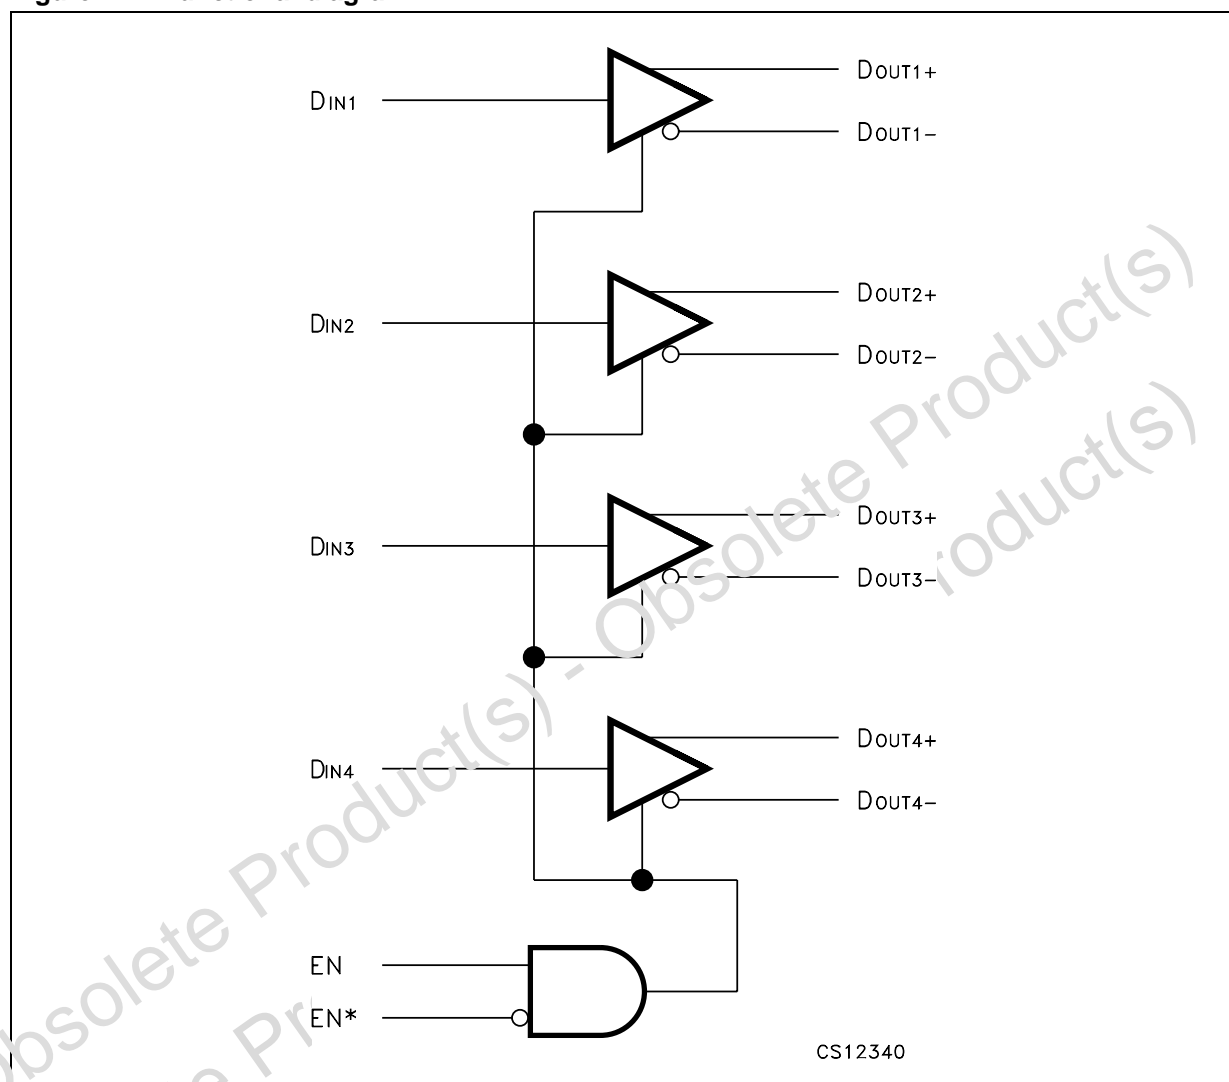 DIN1
DOUT1+
DOUT1-
DIN2
DOUT2+
DOUT2-
DIN3
DOUT3+
DOUT3-
DIN4
DOUT4+
DOUT4-
EN
EN*
CS12340
Obsolete Product(s) - Obsolete Product(s)